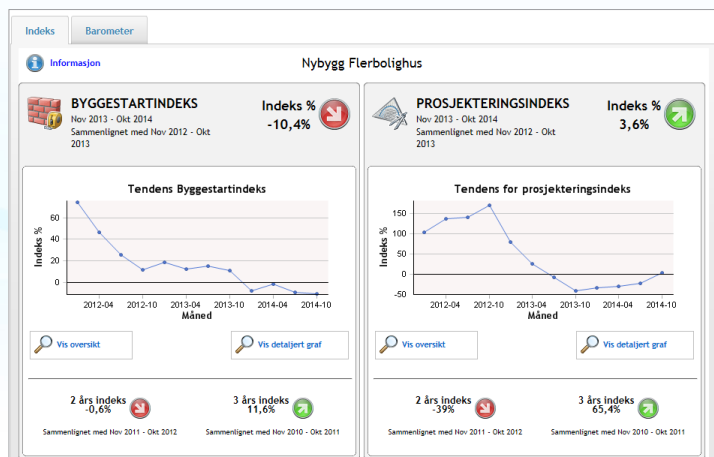 Indeks
Barometer
Informasjon
Nybygg Flerbolighus
BYGGESTARTINDEKS
Nov 2013 - Okt 2014
Sammenlignet med Nov 2012 - Okt
2013
Indeks %
-10,4%
Tendens Byggestartindeks
Indeks %
60
40
20
0
2012-04 2012-10 2013-04 2013-10 2014-04 2014-10
Måned
Vis oversikt
Vis detaljert graf
2 års indeks
-0,6%
Sammenlignet med Nov 2011 - Okt 2012
3 års indeks
11,6%
Sammenlignet med Nov 2010 - Okt 2011
PROSJEKTERINGSINDEKS
Nov 2013 - Okt 2014
Sammenlignet med Nov 2012 - Okt
2013
Indeks %
3,6%
Tendens for prosjekteringsindeks
Indeks %
150
100
50
0
-50
2012-04 2012-10 2013-04 2013-10 2014-04 2014-10
Måned
Vis oversikt
Vis detaljert graf
2 års indeks
-39%
Sammenlignet med Nov 2011 - Okt 2012
3 års indeks
65,4%
Sammenlignet med Nov 2010 - Okt 2011